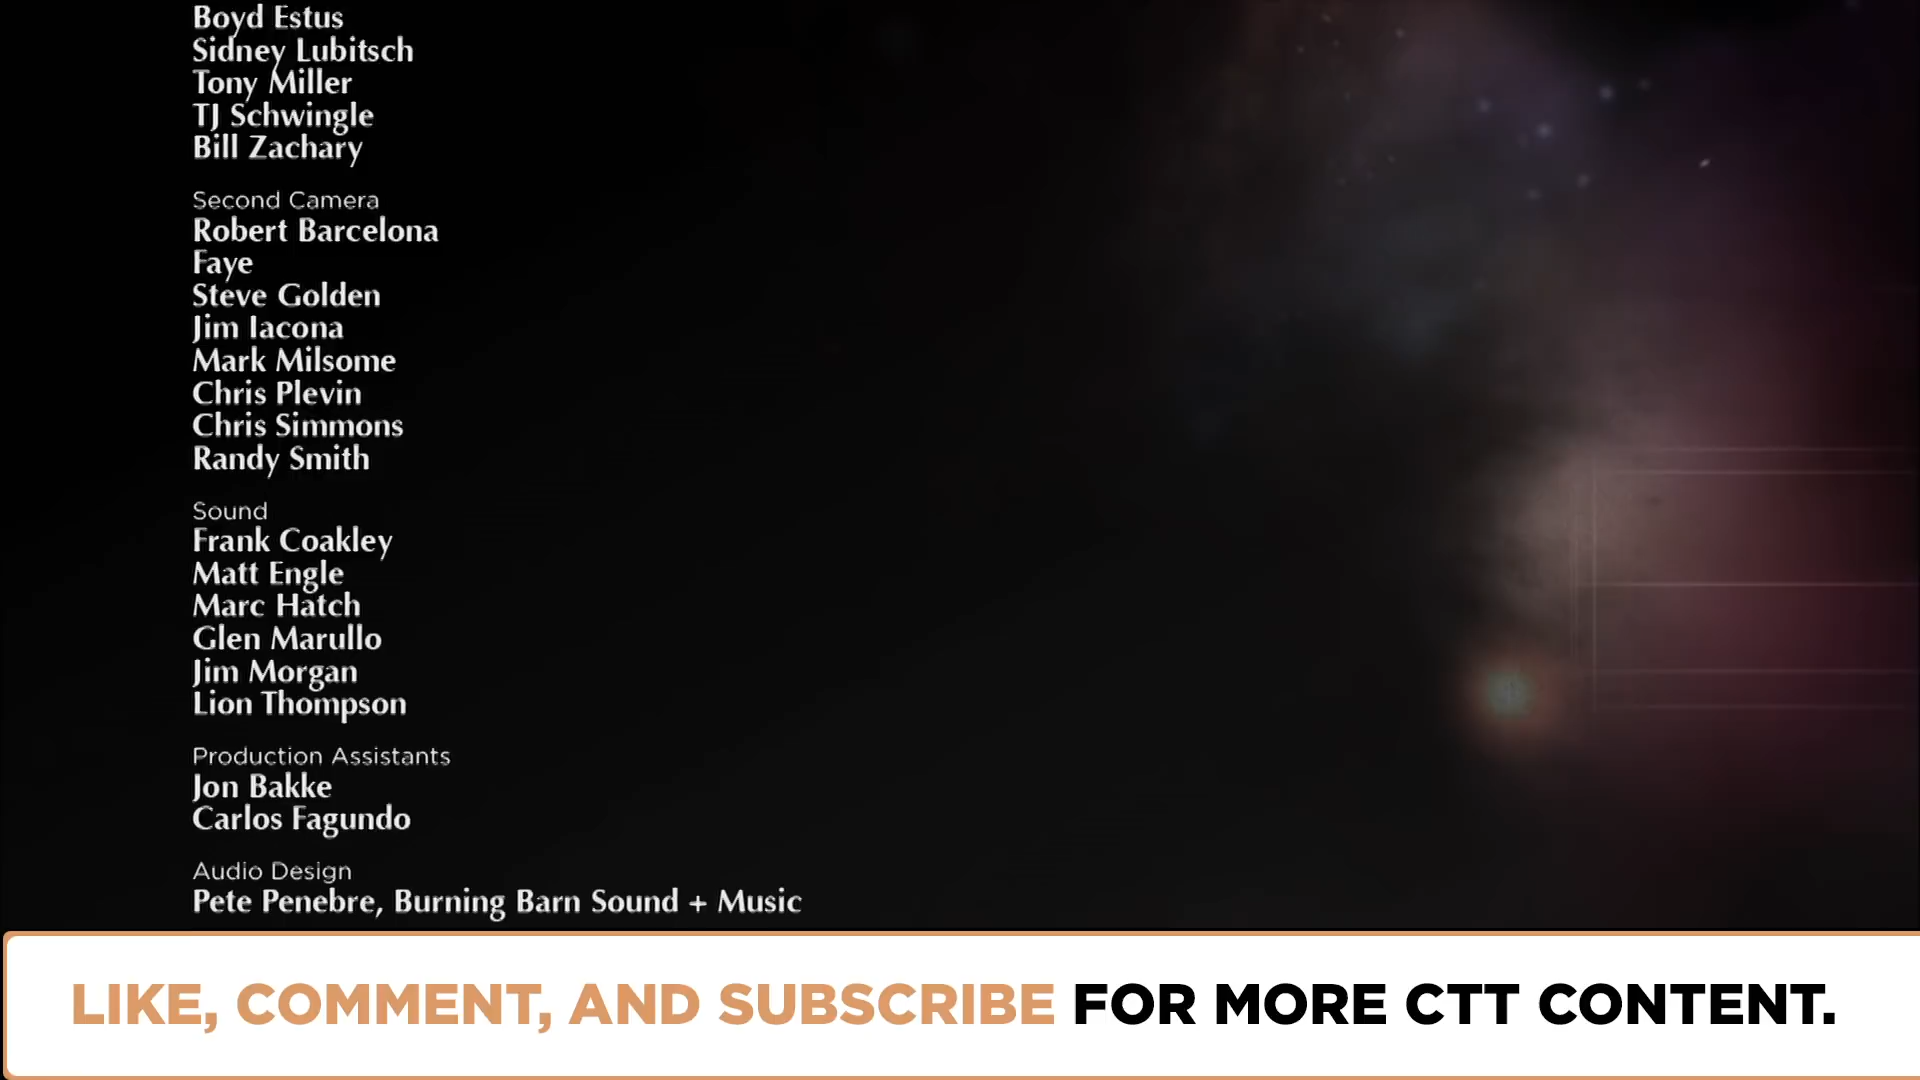 Boyd Estus
Sidney Lubitsch
Tony Miller
TJ Schwingle
Bill Zachary
Second Camera
Robert Barcelona
Faye
Steve Golden
Jim Iacona
Mark Milsome
Chris Plevin
Chris Simmons
Randy Smith
Sound
Frank Coakley
Matt Engle
Marc Hatch
Glen Marullo
Jim Morgan
Lion Thompson
Production Assistants
Jon Bakke
Carlos Fagundo
Audio Design
Pete Penebre, Burning Barn Sound + Music
LIKE, COMMENT, AND SUBSCRIBE FOR MORE CTT CONTENT.